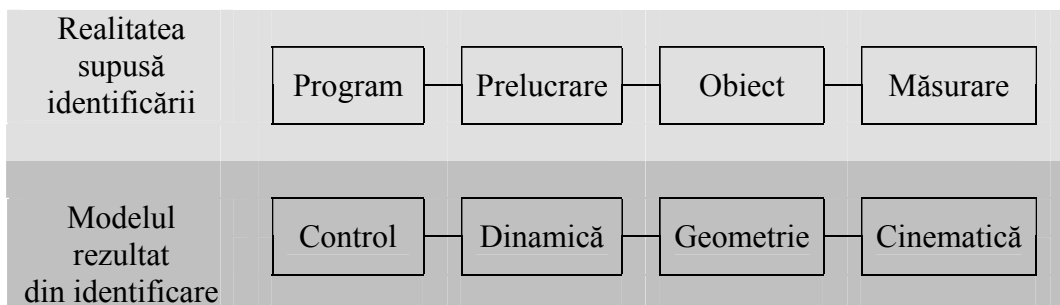 Realitatea
supusă
identificării
Program
Prelucrare
Obiect
Măsurare
Modelul
rezultat
din identificare
Control
Dinamică
Geometrie
Cinematică